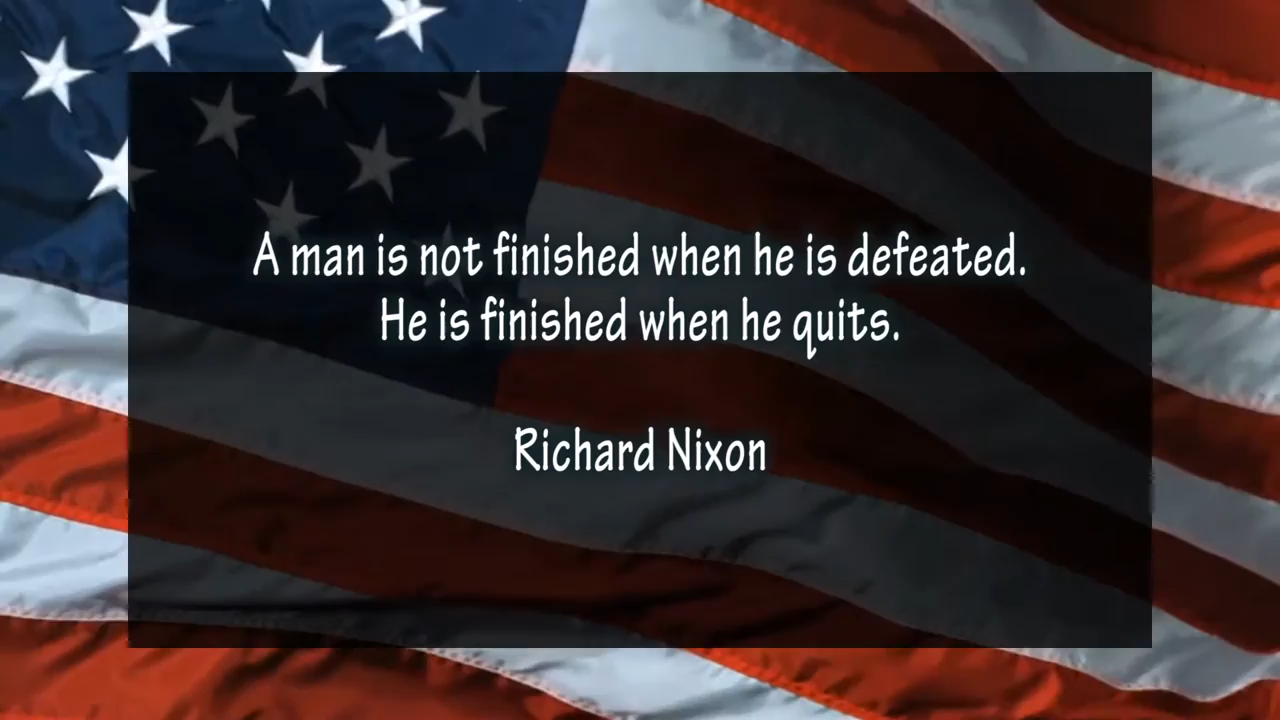 A man is not finished when he is defeated.
He is finished when he quits.
Richard Nixon